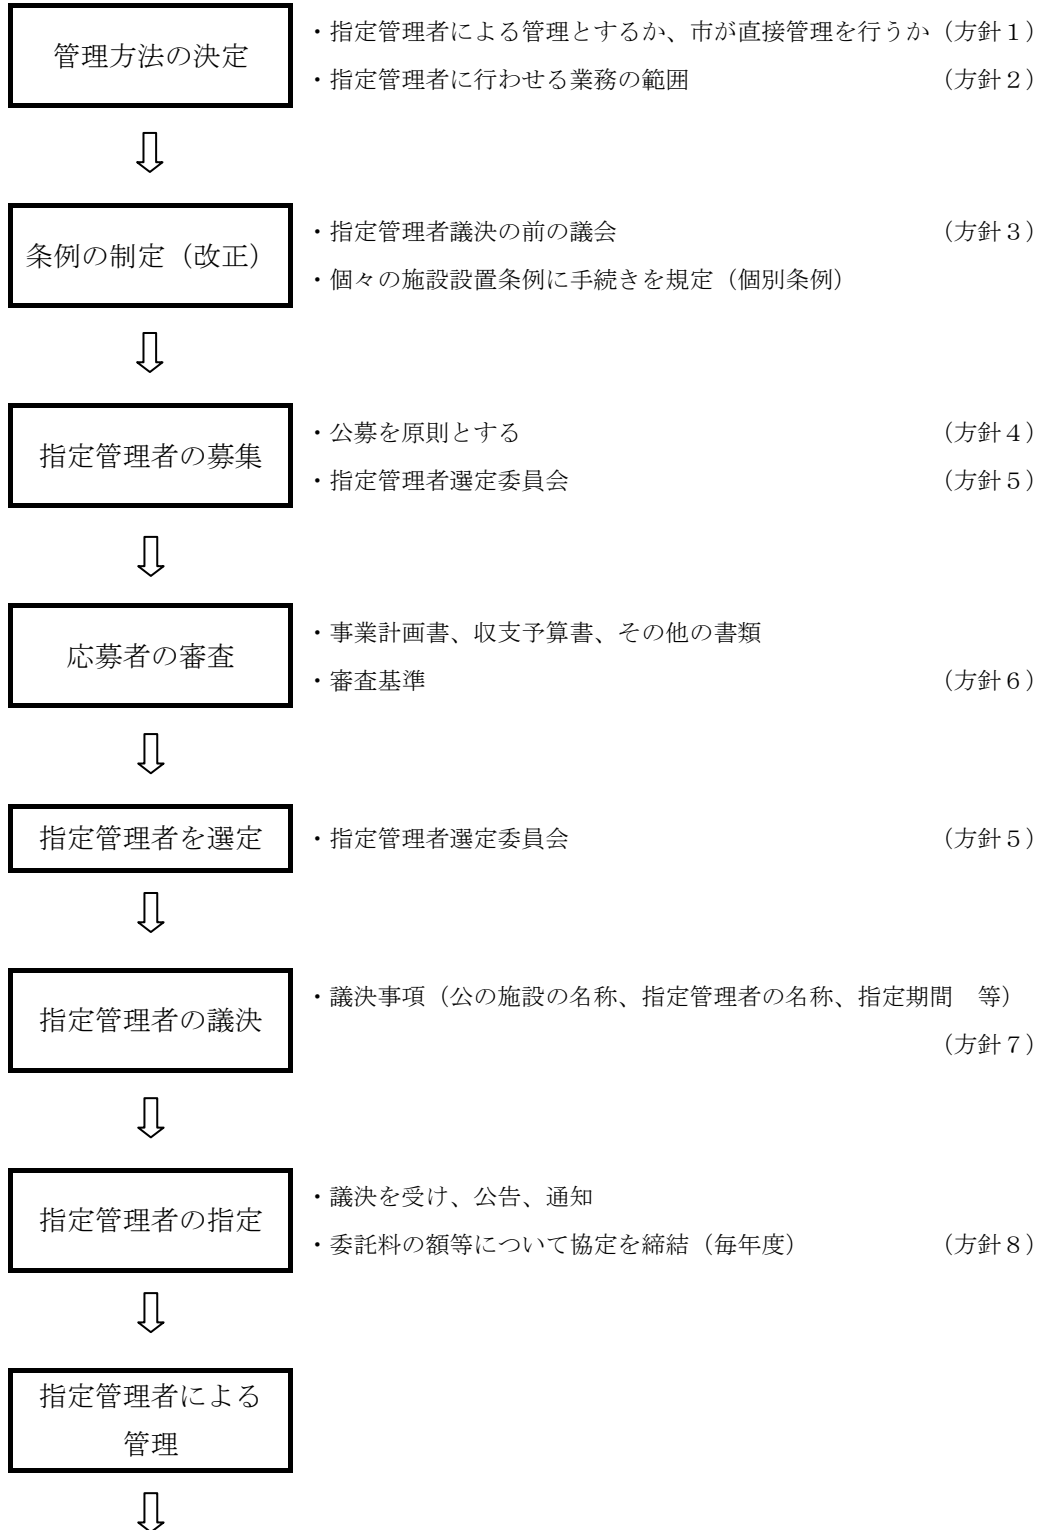 管理方法の決定
・指定管理者による管理とするか、市が直接管理を行うか（方針１）
・指定管理者に行わせる業務の範囲　（方針２）
条例の制定（改正）
・指定管理者議決の前の議会　（方針３）
・個々の施設設置条例に手続きを規定（個別条例）
指定管理者の募集
・公募を原則とする　（方針４）
・指定管理者選定委員会　（方針５）
応募者の審査
・事業計画書、収支予算書、その他の書類
・審査基準　（方針６）
指定管理者を選定
・指定管理者選定委員会　（方針５）
指定管理者の議決
・議決事項（公の施設の名称、指定管理者の名称、指定期間　等）
（方針７）
指定管理者の指定
・議決を受け、公告、通知
・委託料の額等について協定を締結（毎年度）　（方針８）
指定管理者による
管理